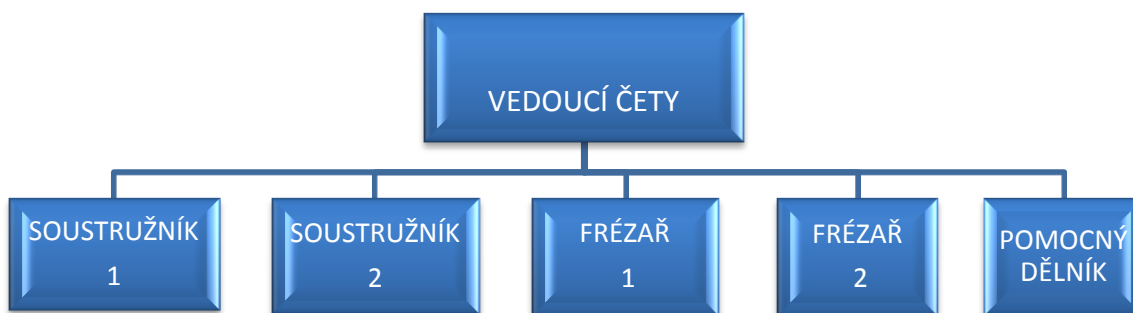 VEDOUCÍ ČETY
SOUSTRUŽNÍK
1
SOUSTRUŽNÍK
2
FRÉZAŘ
1
FRÉZAŘ
2
POMOCNÝ
DĚLNÍK